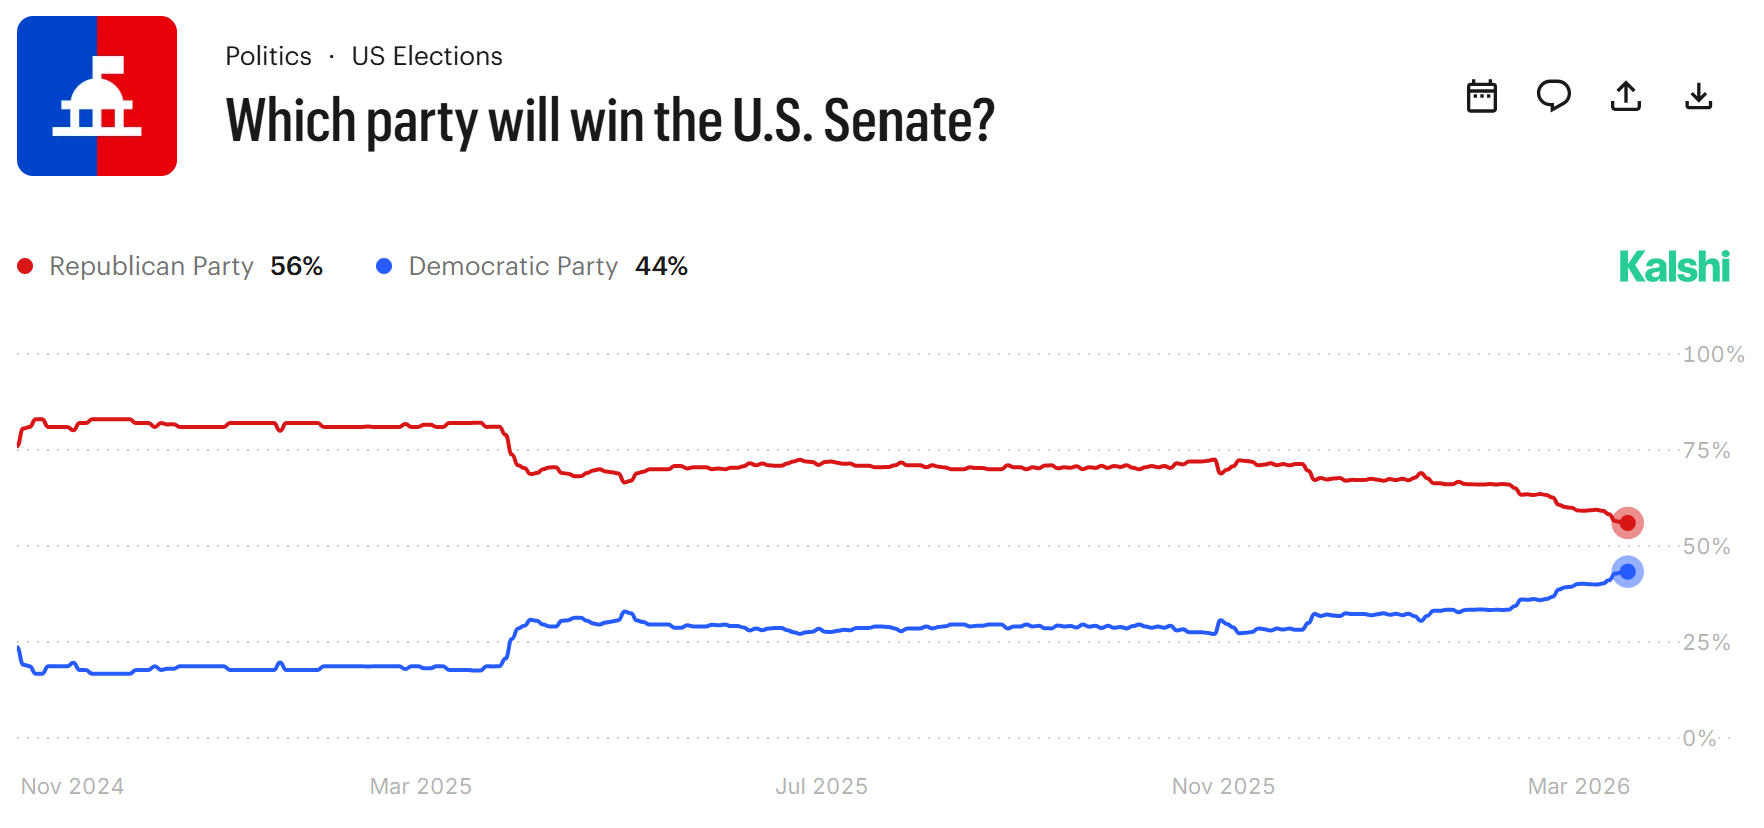 Politics · US Elections
Which party will win the U.S. Senate?
Republican Party 56% Democratic Party 44%
Kalshi
100%
75%
50%
25%
0%
Nov 2024 Mar 2025 Jul 2025 Nov 2025 Mar 2026